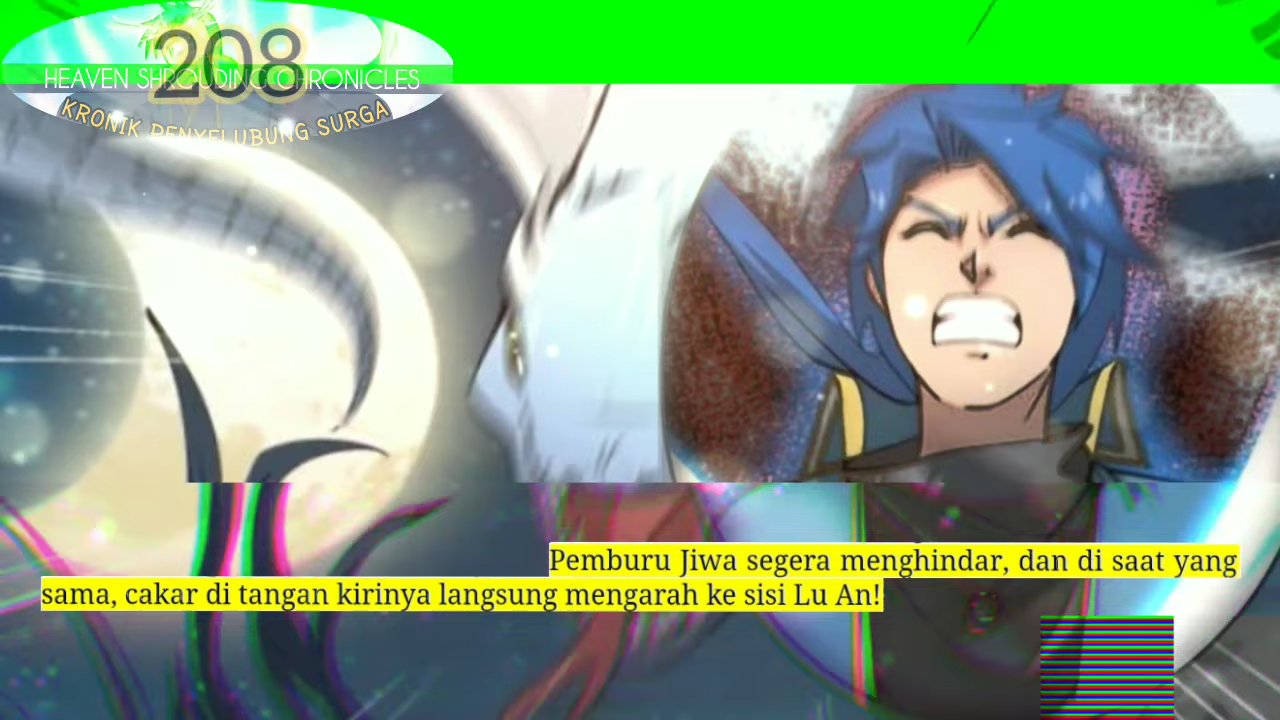 208
HEAVEN SHROUDING CHRONICLES
KRONIK PENYELUBUNG SURGA
Pemburu Jiwa segera menghindar, dan di saat yang
sama, cakar di tangan kirinya langsung mengarah ke sisi Lu An!